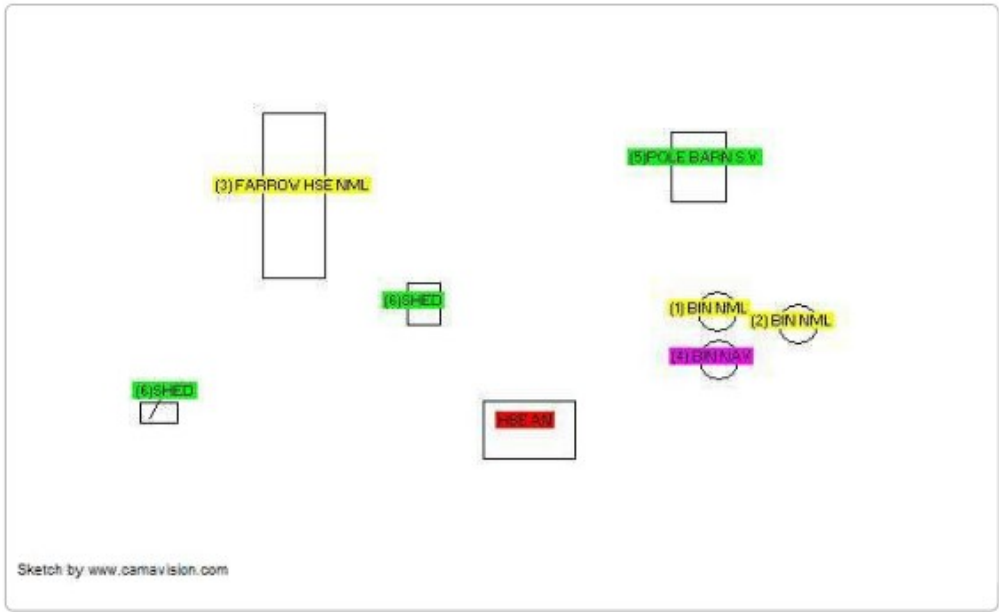 (5)POLE BARN S.V.
(3) FARROW HSE NML
(6)SHED
(1) BIN NML
(2) BIN NML
(4) BIN NAV
(6)SHED
HSE AN
Sketch by www.camavision.com